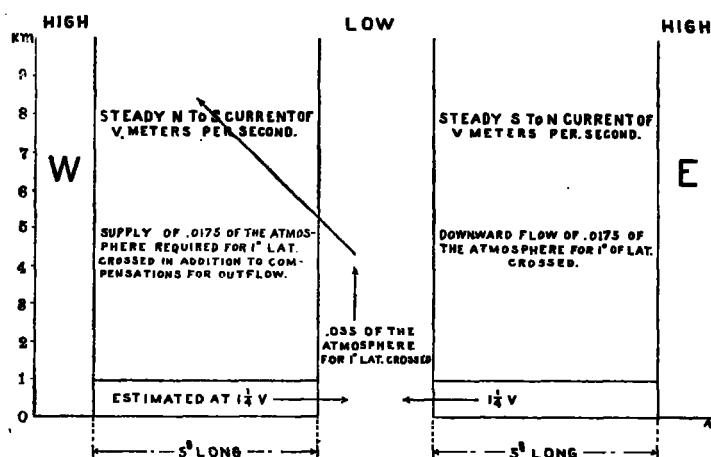 HIGH LOW HIGH
KM
9
8
7
6
5
4
3
2
1
0
W
E
STEADY N TO S CURRENT OF
V METERS PER SECOND.
STEADY S TO N CURRENT OF
V METERS PER. SECOND.
SUPPLY OF .0175 OF THE ATMOS-
PHERE REQUIRED FOR 1° LAT.
CROSSED IN ADDITION TO COM-
PENSATIONS FOR OUTFLOW.
DOWNWARD FLOW OF .0175 OF
THE ATMOSPHERE FOR 1° OF LAT.
CROSSED.
.035 OF THE
ATMOSPHERE
FOR 1° LAT. CROSSED
ESTIMATED AT 1¼ V
1¼ V
5° LONG
5° LONG